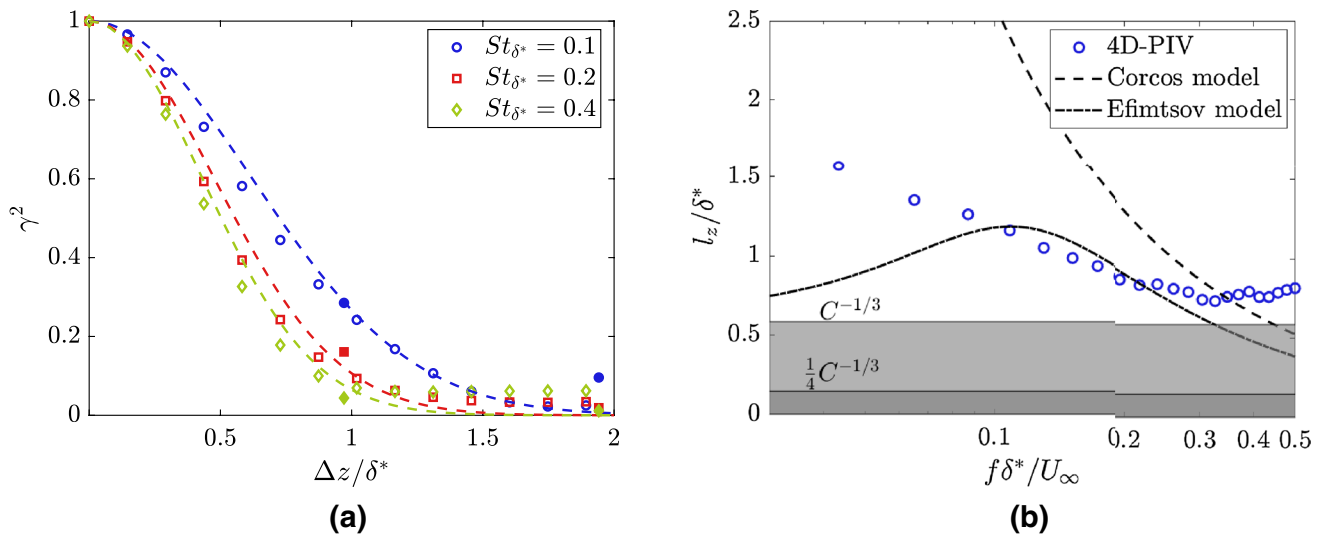 1
0.8
0.6
0.4
0.2
0
0.5
1
1.5
2
γ²
Δz/δ*
St_δ* = 0.1
St_δ* = 0.2
St_δ* = 0.4
(a)
2.5
2
1.5
1
0.5
0
0.1
0.2
0.3
0.4
0.5
l_z/δ*
fδ*/U_∞
4D-PIV
Corcos model
Efimtsov model
C^{-1/3}
¼C^{-1/3}
(b)